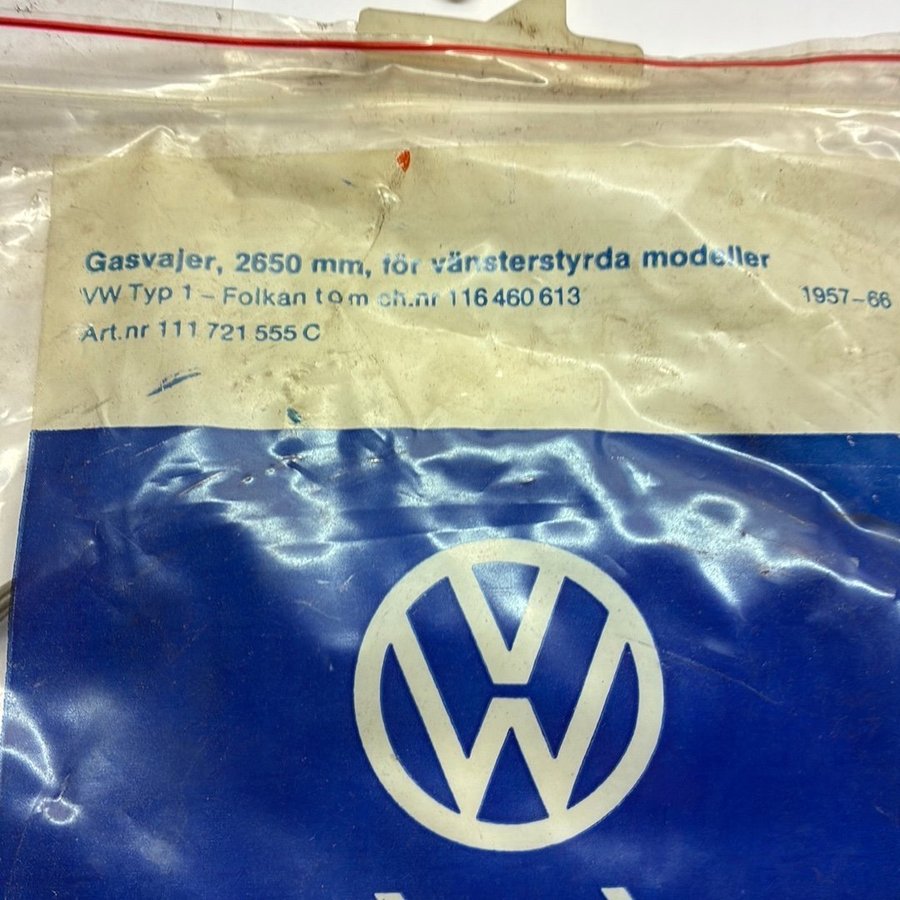 Gasvajer, 2650 mm, för vänsterstyrda modeller
VW Typ 1 – Folkan t o m ch.nr 116 460 613 1957–66
Art.nr 111 721 555 C
VW